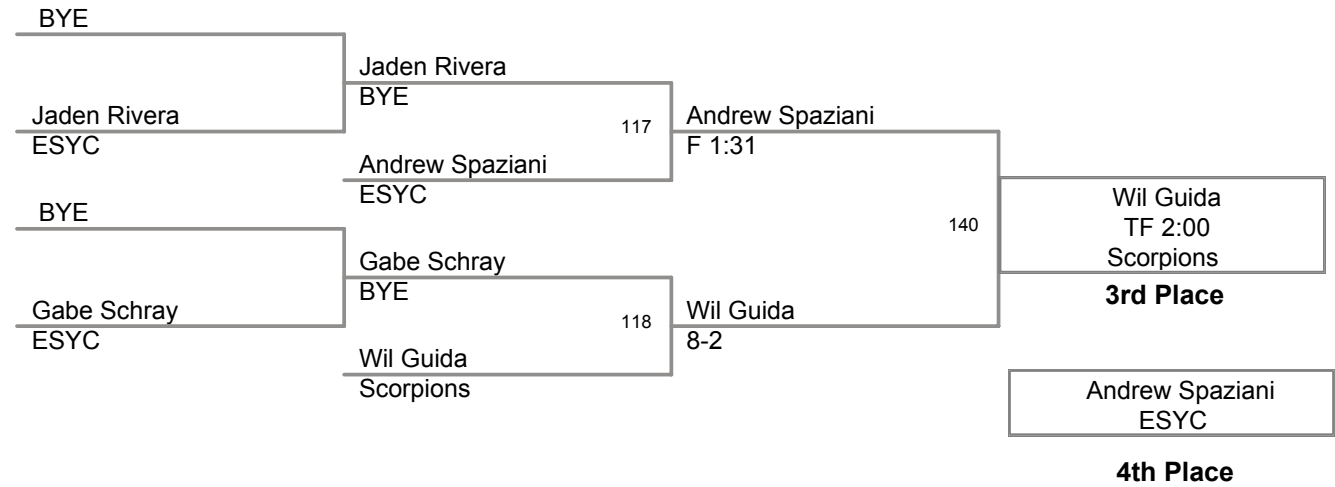 BYE
Jaden Rivera
ESYC
BYE
Gabe Schray
ESYC
Jaden Rivera
BYE
Andrew Spaziani
ESYC
117
Gabe Schray
BYE
Wil Guida
Scorpions
118
Andrew Spaziani
F 1:31
Wil Guida
8-2
140
Wil Guida
TF 2:00
Scorpions
3rd Place
Andrew Spaziani
ESYC
4th Place